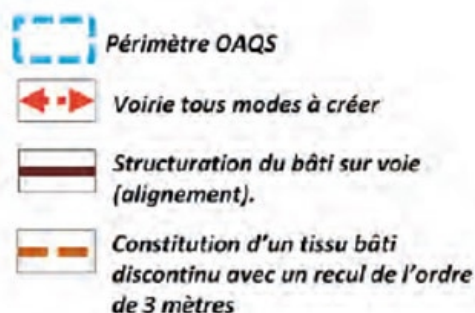 Périmètre OAQS
Voirie tous modes à créer
Structuration du bâti sur voie
(alignement).
Constitution d'un tissu bâti
discontinu avec un recul de l'ordre
de 3 mètres